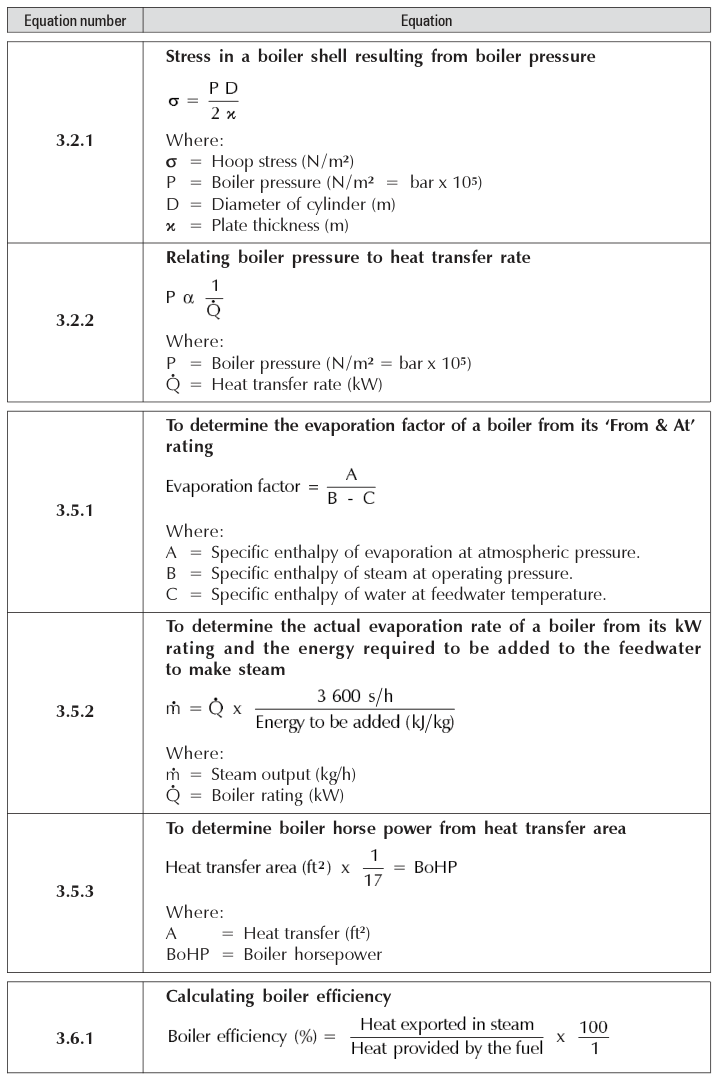 Equation number Equation
3.2.1
Stress in a boiler shell resulting from boiler pressure
σ = P D / 2 ϰ
Where:
σ = Hoop stress (N/m²)
P = Boiler pressure (N/m² = bar x 10⁵)
D = Diameter of cylinder (m)
ϰ = Plate thickness (m)
3.2.2
Relating boiler pressure to heat transfer rate
P α 1 / Q̇
Where:
P = Boiler pressure (N/m² = bar x 10⁵)
Q̇ = Heat transfer rate (kW)
3.5.1
To determine the evaporation factor of a boiler from its ‘From & At’
rating
Evaporation factor = A / B - C
Where:
A = Specific enthalpy of evaporation at atmospheric pressure.
B = Specific enthalpy of steam at operating pressure.
C = Specific enthalpy of water at feedwater temperature.
3.5.2
To determine the actual evaporation rate of a boiler from its kW
rating and the energy required to be added to the feedwater
to make steam
ṁ = Q̇ x 3 600 s/h / Energy to be added (kJ/kg)
Where:
ṁ = Steam output (kg/h)
Q̇ = Boiler rating (kW)
3.5.3
To determine boiler horse power from heat transfer area
Heat transfer area (ft²) x 1 / 17 = BoHP
Where:
A = Heat transfer (ft²)
BoHP = Boiler horsepower
3.6.1
Calculating boiler efficiency
Boiler efficiency (%) = Heat exported in steam / Heat provided by the fuel x 100 / 1